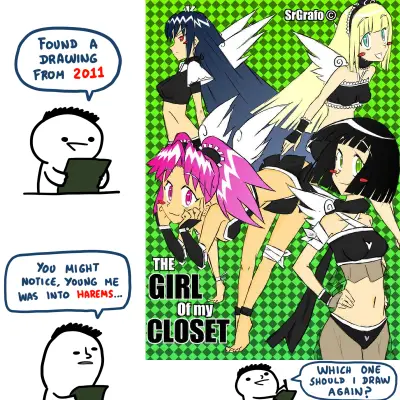 FOUND A
DRAWING
FROM 2011
SrGrafo ©
THE
GIRL
Of my
CLOSET
YOU MIGHT
NOTICE, YOUNG ME
WAS INTO HAREMS...
WHICH ONE
SHOULD I DRAW
AGAIN?